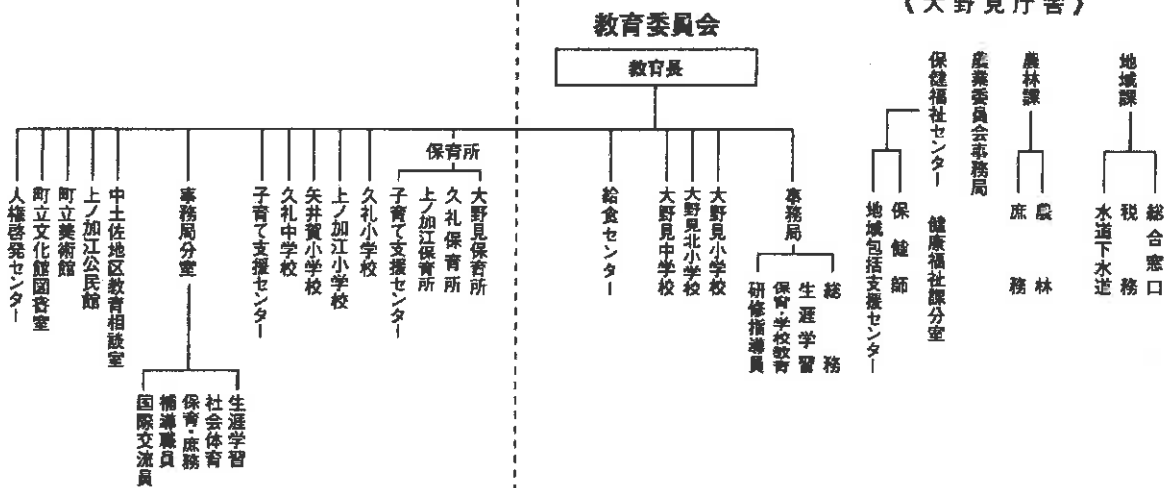 《大野見庁舎》
地域課
総合窓口
税務
水道下水道
農林課
農林
庶務
農業委員会事務局
保健福祉センター　健康福祉課分室
保健師
地域包括支援センター
教育委員会
教育長
事務局
総務
生涯学習
保育・学校教育
研修指導員
大野見小学校
大野見北小学校
大野見中学校
給食センター
保育所
大野見保育所
久礼保育所
上ノ加江保育所
子育て支援センター
久礼小学校
上ノ加江小学校
矢井賀小学校
久礼中学校
子育て支援センター
事務局分室
生涯学習
社会体育
保育・庶務
補導職員
国際交流員
中土佐地区教育相談室
上ノ加江公民館
町立美術館
町立文化館図書室
人権啓発センター